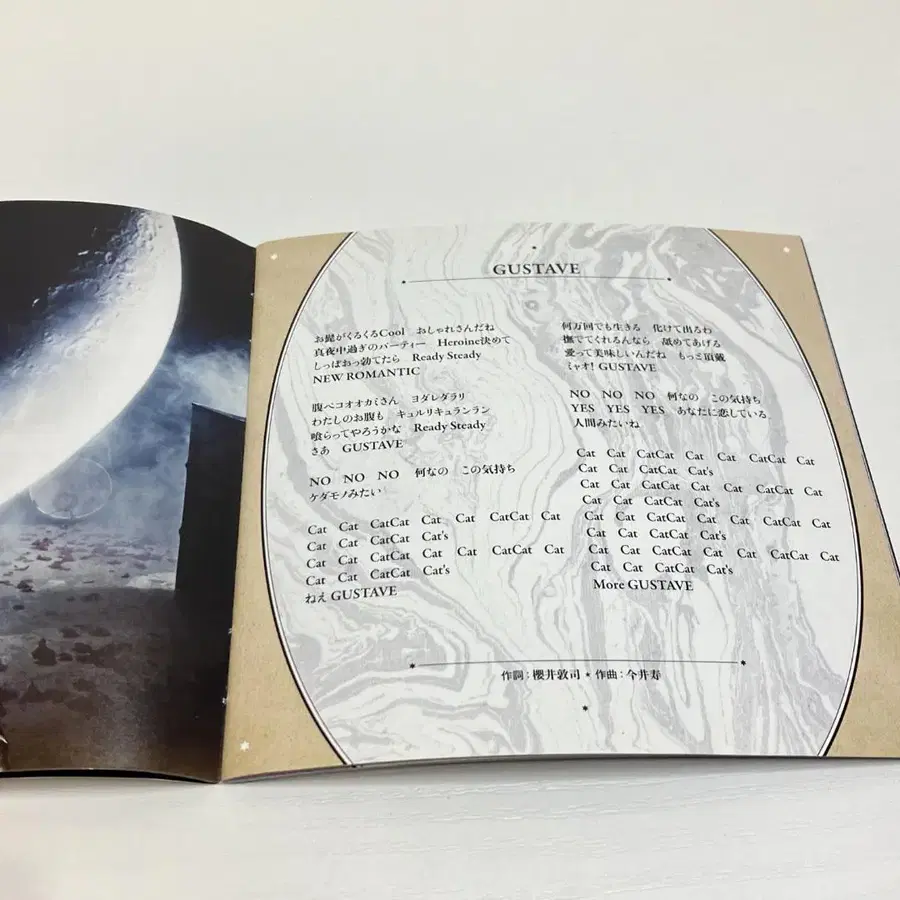 GUSTAVE
お髭がくるくるCool　おしゃれさんだね
真夜中過ぎのパーティー　Heroine決めて
しっぽおっ勃てたら　Ready Steady
NEW ROMANTIC
腹ペコオオカミさん　ヨダレダラリ
わたしのお腹も　キュルリキュランラン
喰らってやろうかな　Ready Steady
さあ　GUSTAVE
NO　NO　NO　何なの　この気持ち
ケダモノみたい
Cat　Cat　CatCat　Cat　Cat　CatCat　Cat
Cat　Cat　CatCat　Cat's
Cat　Cat　CatCat　Cat　Cat　CatCat　Cat
Cat　Cat　CatCat　Cat's
ねえ GUSTAVE
何万回でも生きる　化けて出るわ
撫でてくれるんなら　舐めてあげる
愛って美味しいんだね　もっと頂戴
ミャオ! GUSTAVE
NO　NO　NO　何なの　この気持ち
YES　YES　YES　あなたに恋している
人間みたいね
Cat　Cat　CatCat　Cat　Cat　CatCat　Cat
Cat　Cat　CatCat　Cat's
Cat　Cat　CatCat　Cat　Cat　CatCat　Cat
Cat　Cat　CatCat　Cat's
Cat　Cat　CatCat　Cat　Cat　CatCat　Cat
Cat　Cat　CatCat　Cat's
Cat　Cat　CatCat　Cat　Cat　CatCat　Cat
Cat　Cat　CatCat　Cat's
More GUSTAVE
作詞：櫻井敦司 ★ 作曲：今井寿